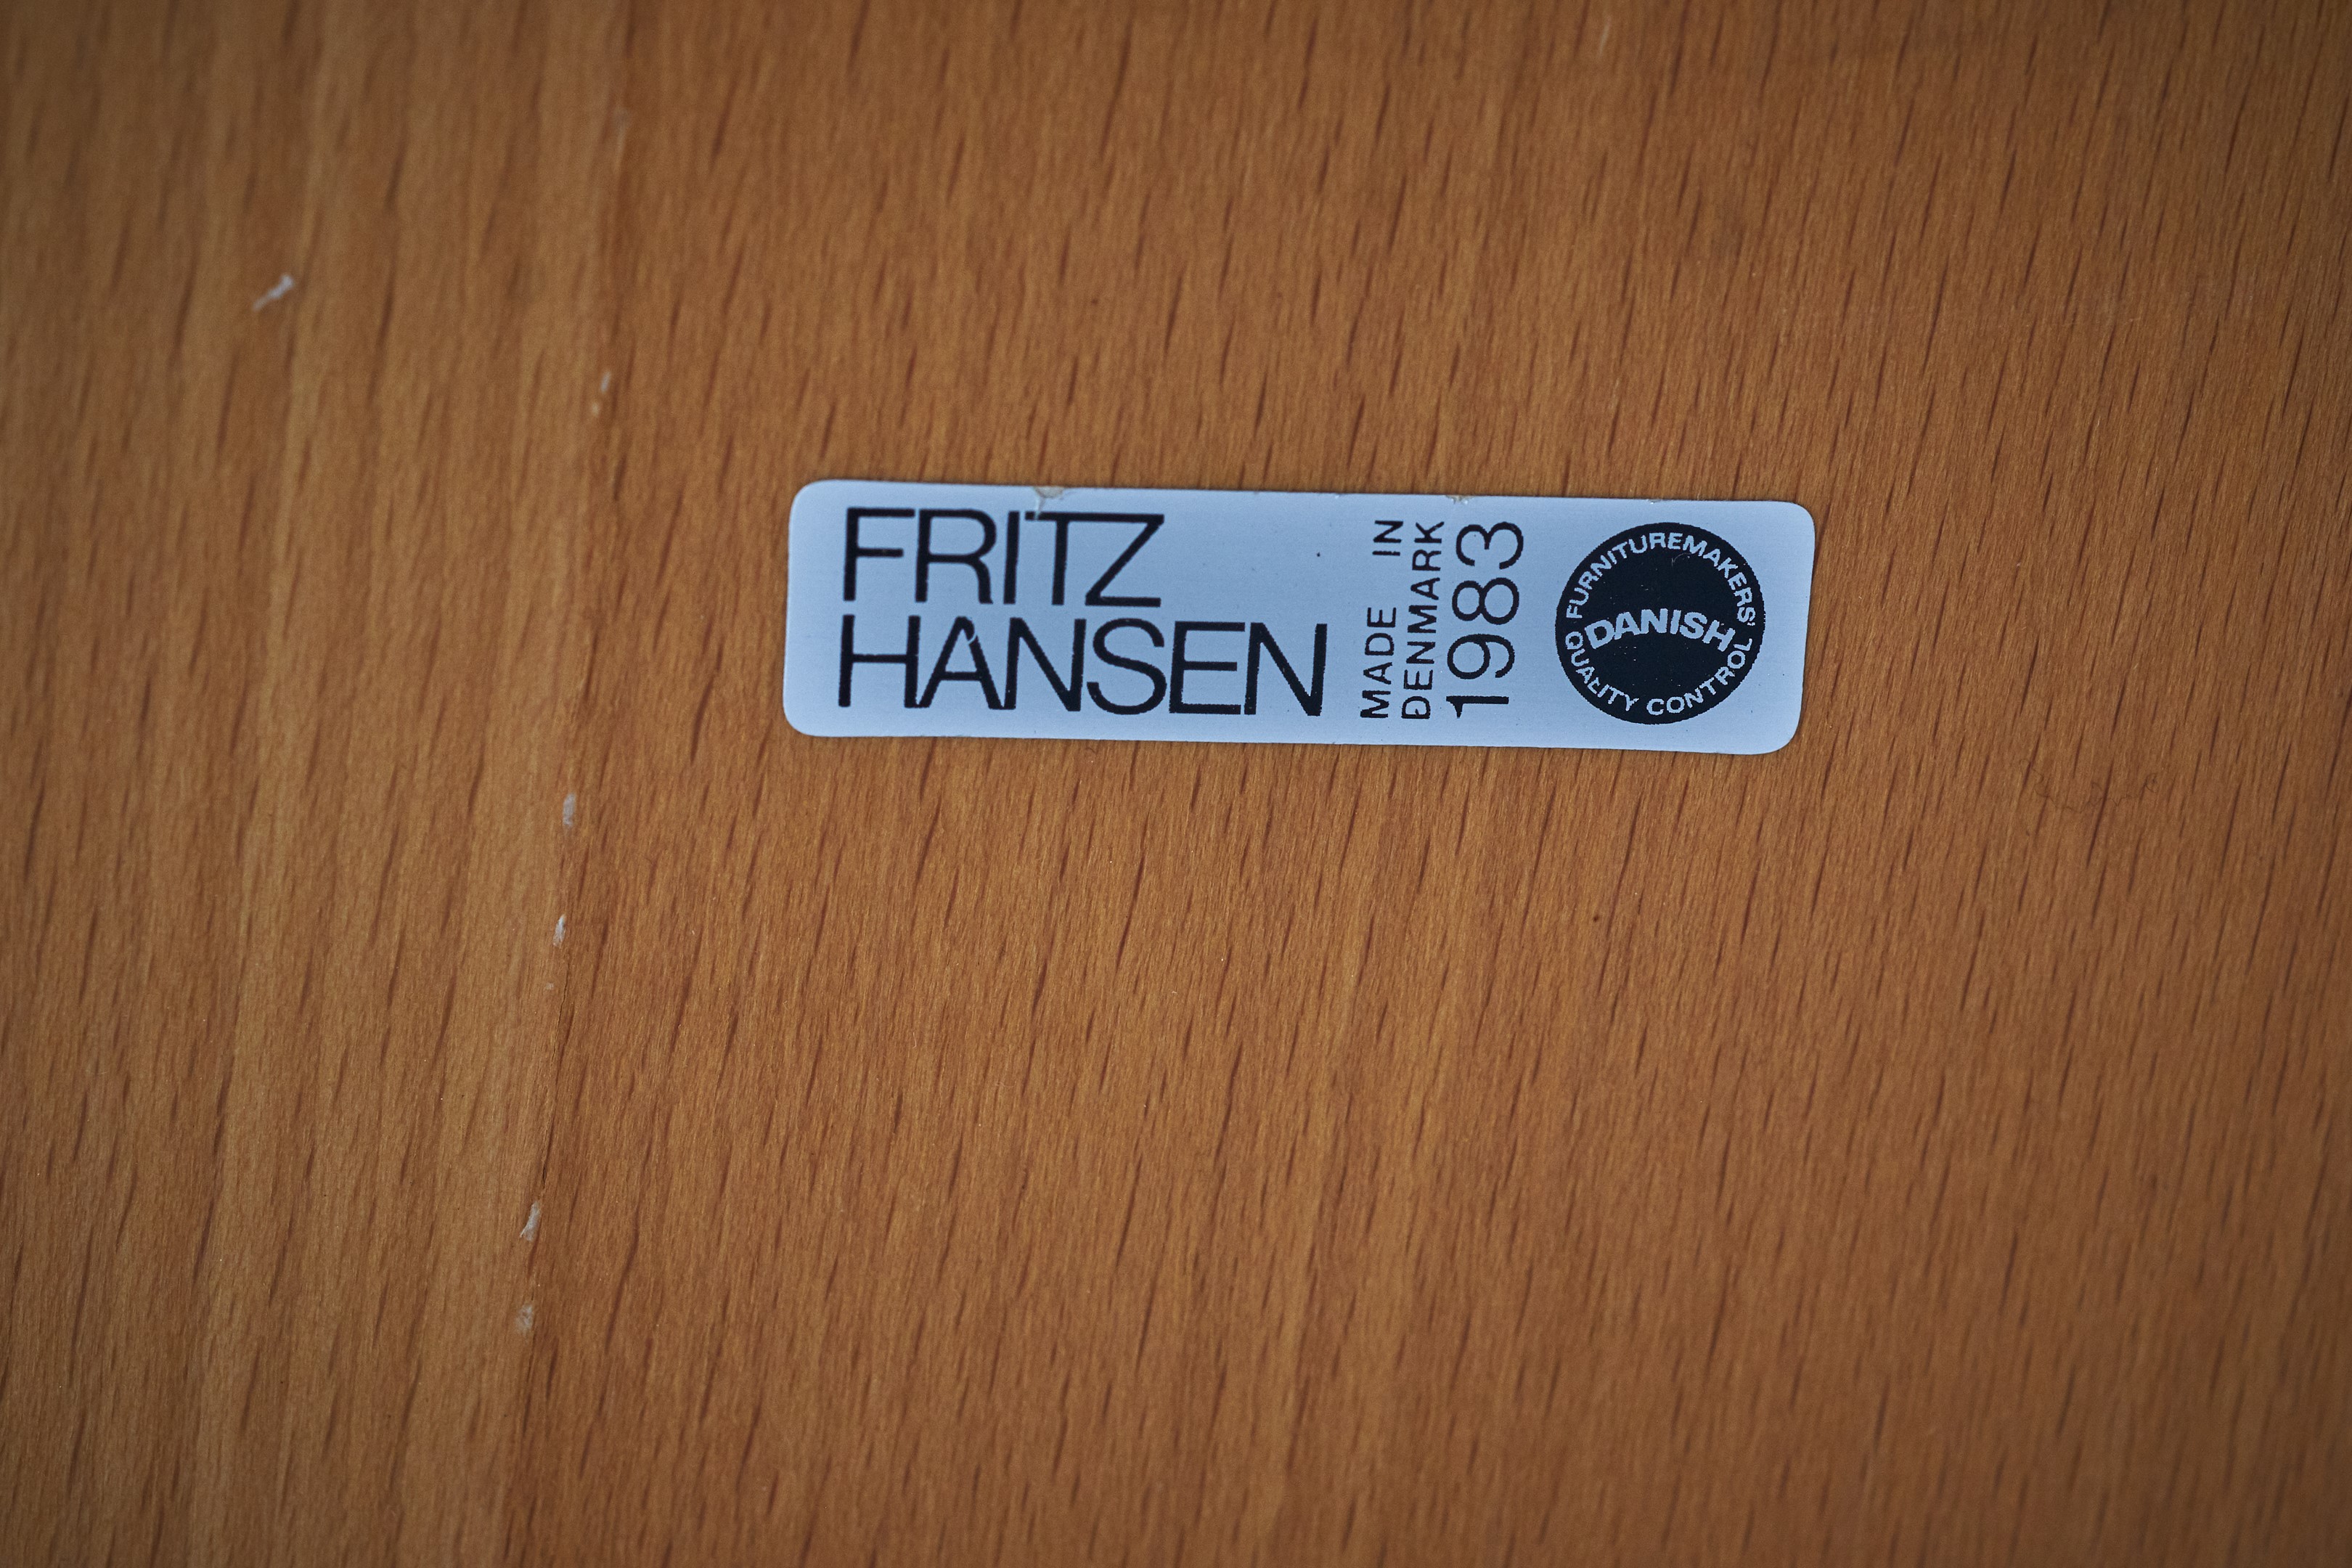 FRITZ
HANSEN
MADE IN
DENMARK
1983
FURNITUREMAKERS'
DANISH
QUALITY CONTROL